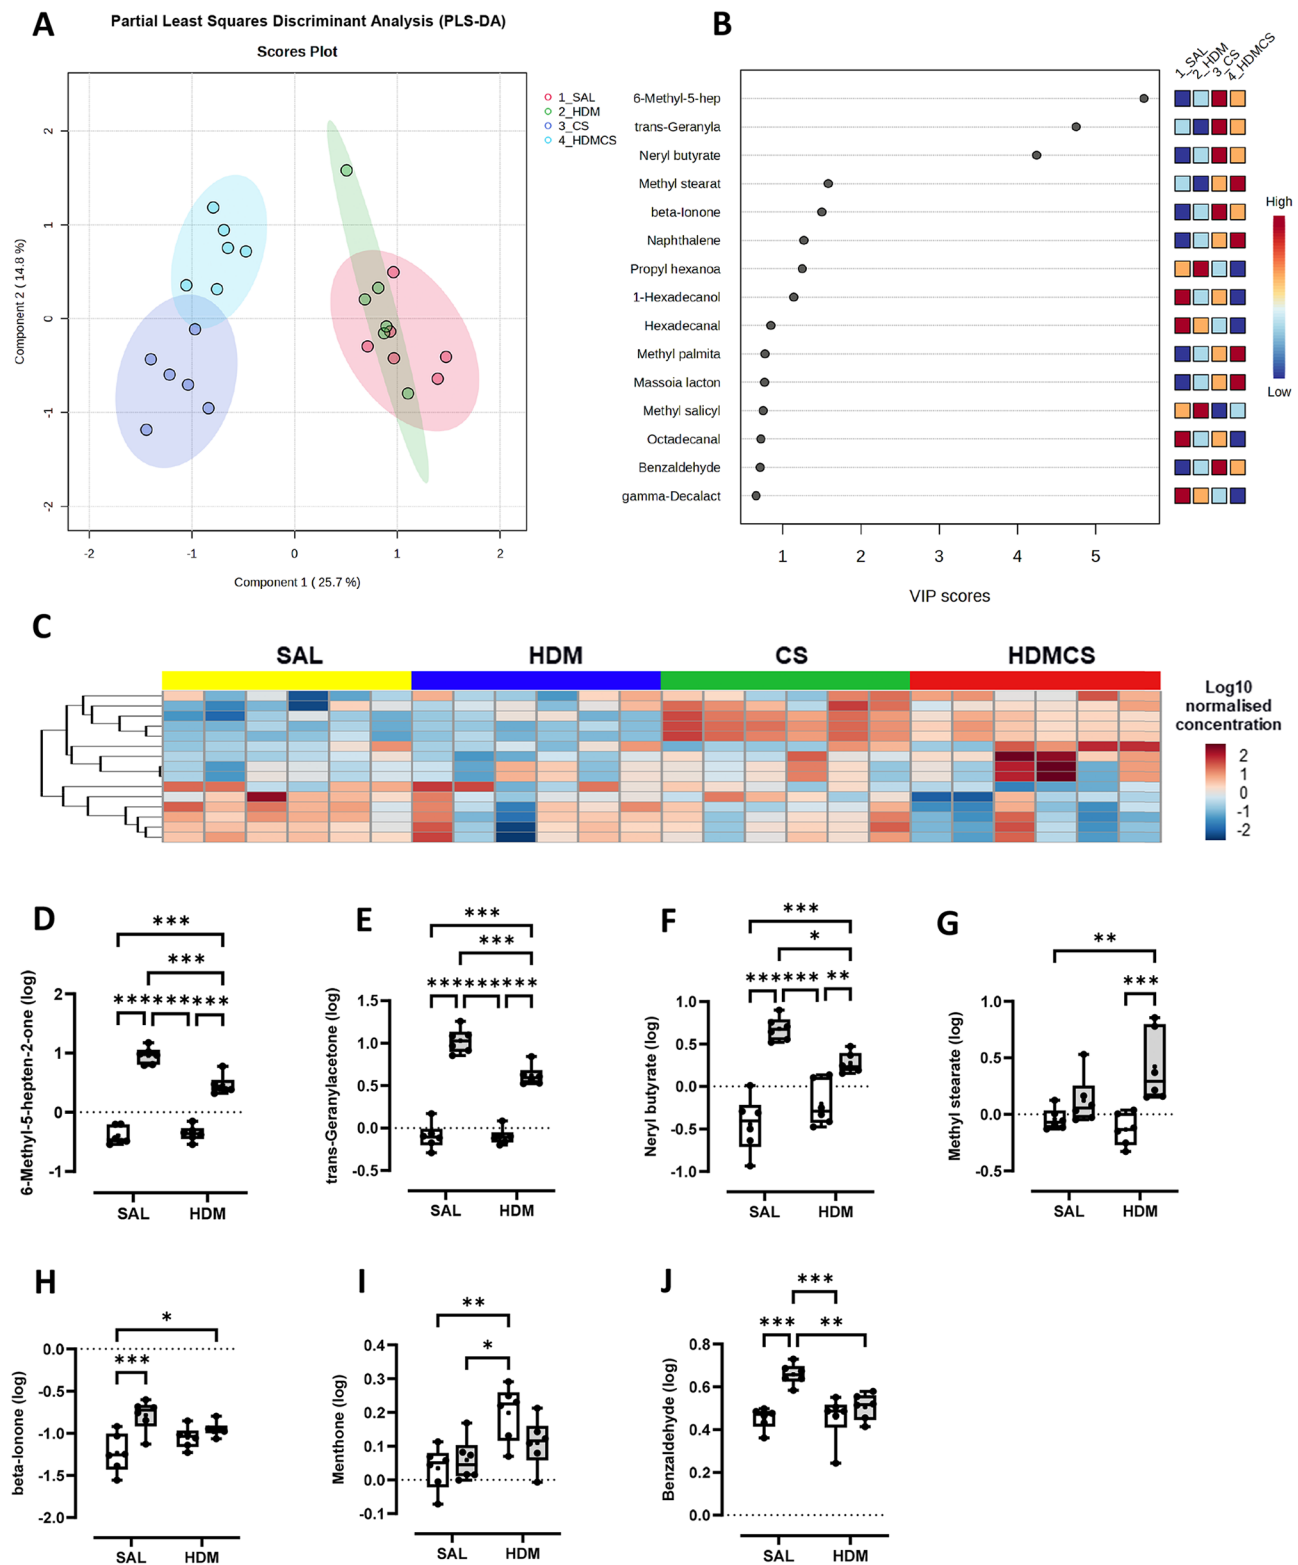 A
Partial Least Squares Discriminant Analysis (PLS-DA)
Scores Plot
Component 2 ( 14.8 %)
2
1
0
-1
-2
-2
-1
0
1
2
Component 1 ( 25.7 %)
1_SAL
2_HDM
3_CS
4_HDMCS
B
1_SAL
2_HDM
3_CS
4_HDMCS
6-Methyl-5-hep
trans-Geranyla
Neryl butyrate
Methyl stearat
beta-Ionone
Naphthalene
Propyl hexanoa
1-Hexadecanol
Hexadecanal
Methyl palmita
Massoia lacton
Methyl salicyl
Octadecanal
Benzaldehyde
gamma-Decalact
1
2
3
4
5
VIP scores
High
Low
C
SAL
HDM
CS
HDMCS
Log10
normalised
concentration
2
1
0
-1
-2
D
6-Methyl-5-hepten-2-one (log)
***
***
*********
2
1
0
-1
SAL
HDM
E
trans-Geranylacetone (log)
***
***
*********
1.5
1.0
0.5
-0.0
-0.5
SAL
HDM
F
Neryl butyrate (log)
***
*
****** **
1.0
0.5
0.0
-0.5
-1.0
SAL
HDM
G
Methyl stearate (log)
**
***
1.0
0.5
0.0
-0.5
SAL
HDM
H
beta-Ionone (log)
*
***
0.0
-0.5
-1.0
-1.5
-2.0
SAL
HDM
I
Menthone (log)
**
*
0.4
0.3
0.2
0.1
0.0
-0.1
SAL
HDM
J
Benzaldehyde (log)
***
*** **
0.8
0.6
0.4
0.2
0.0
SAL
HDM